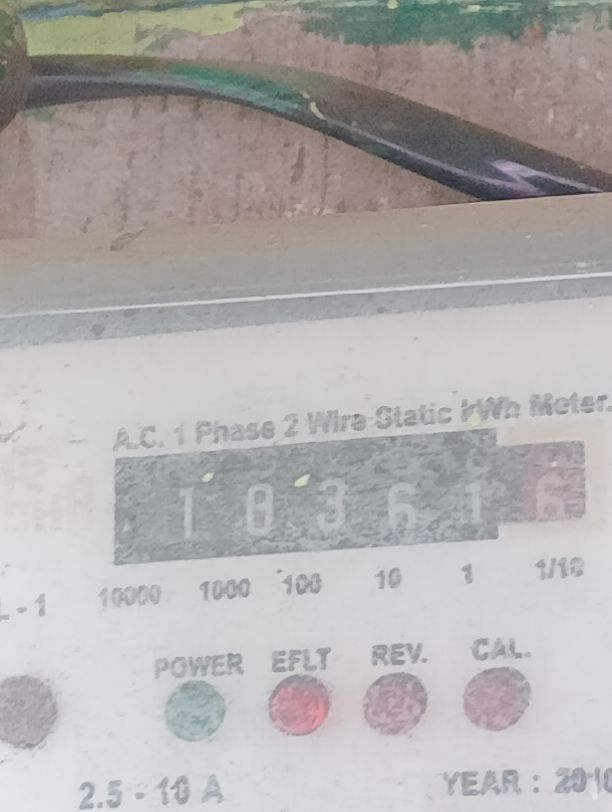 A.C. 1 Phase 2 Wire Static kWh Meter.
1 0 3 6 1 6
L-1 10000 1000 100 10 1 1/10
POWER EFLT REV. CAL.
2.5 - 10 A YEAR : 2010